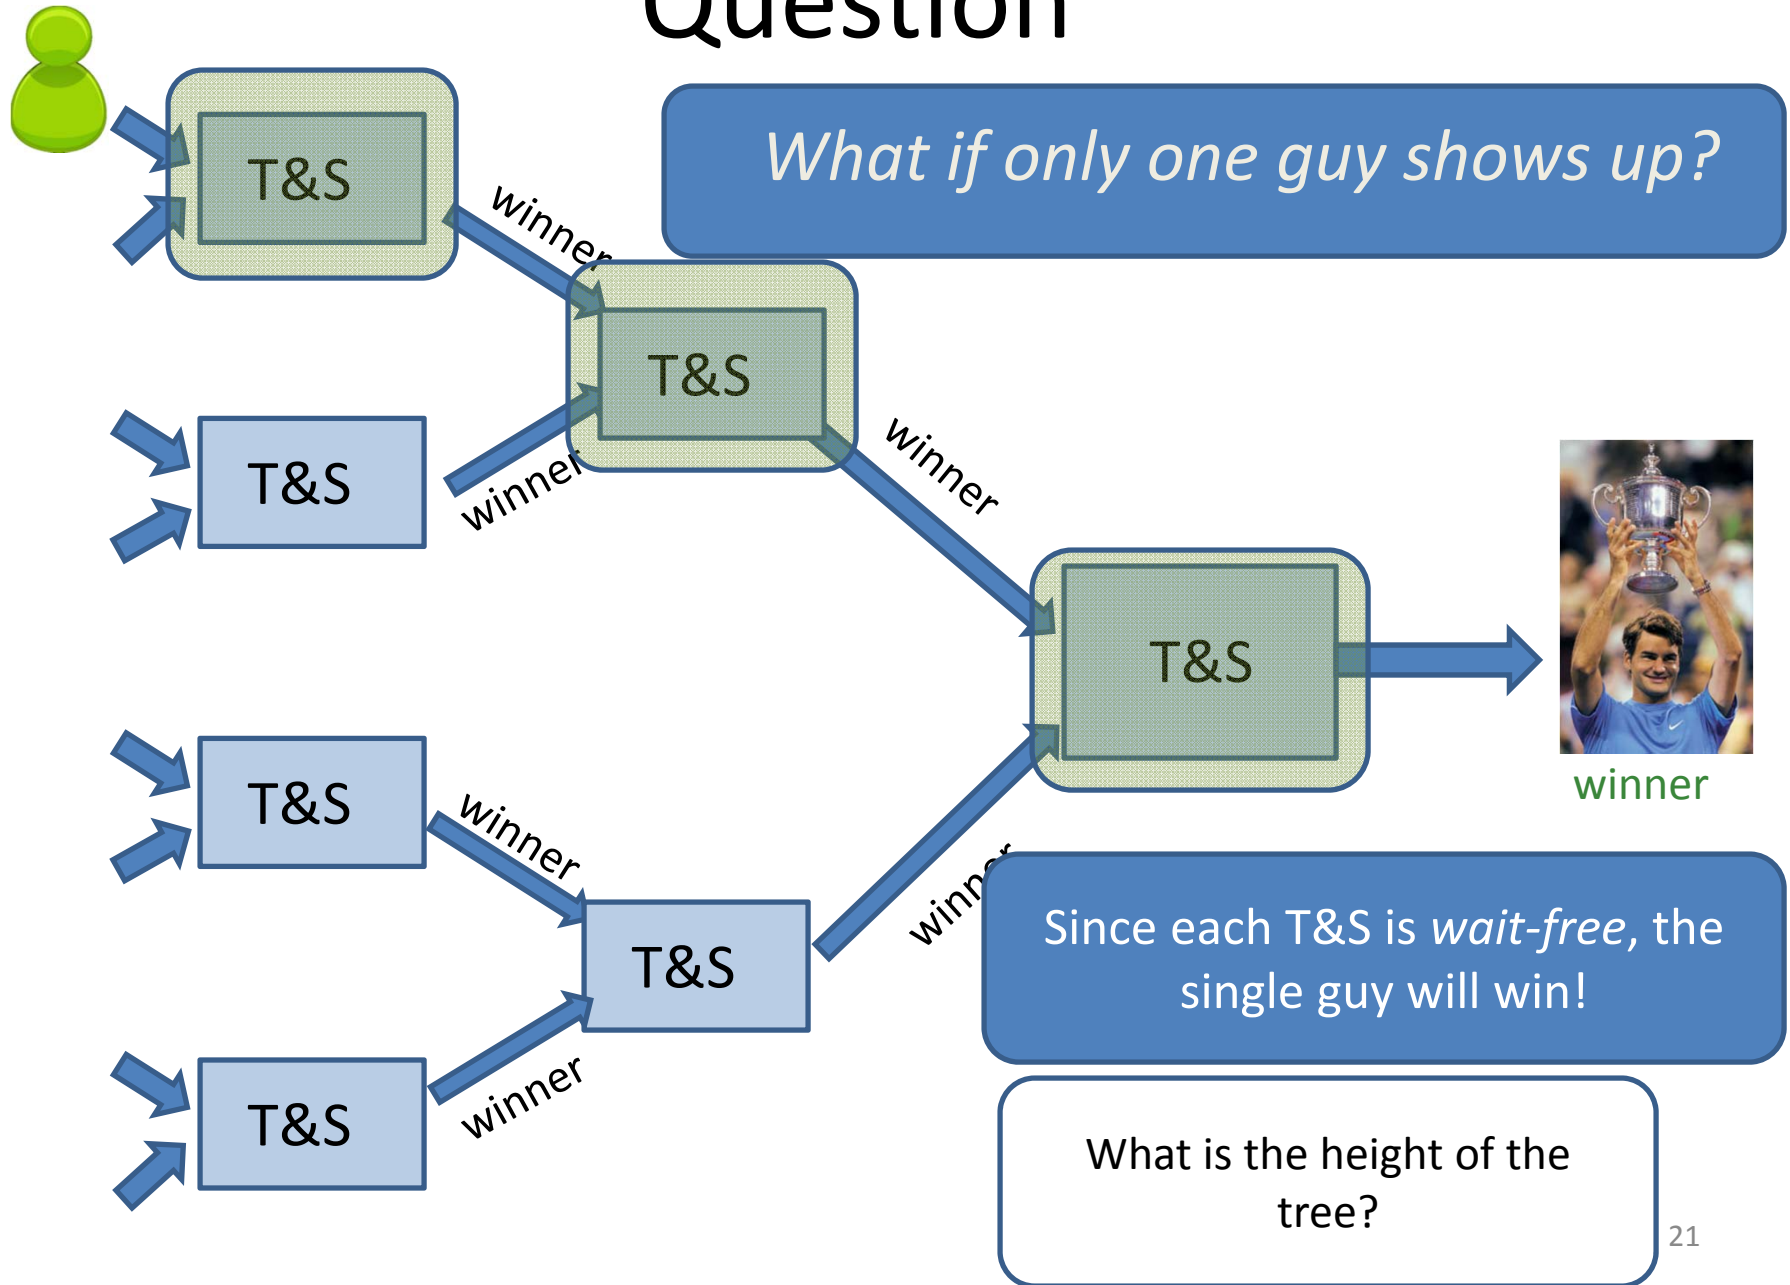 Question
What if only one guy shows up?
T&S
winner
T&S
winner
T&S
winner
T&S
winner
T&S
winner
T&S
winner
T&S
winner
Since each T&S is wait-free, the
single guy will win!
What is the height of the
tree?
21